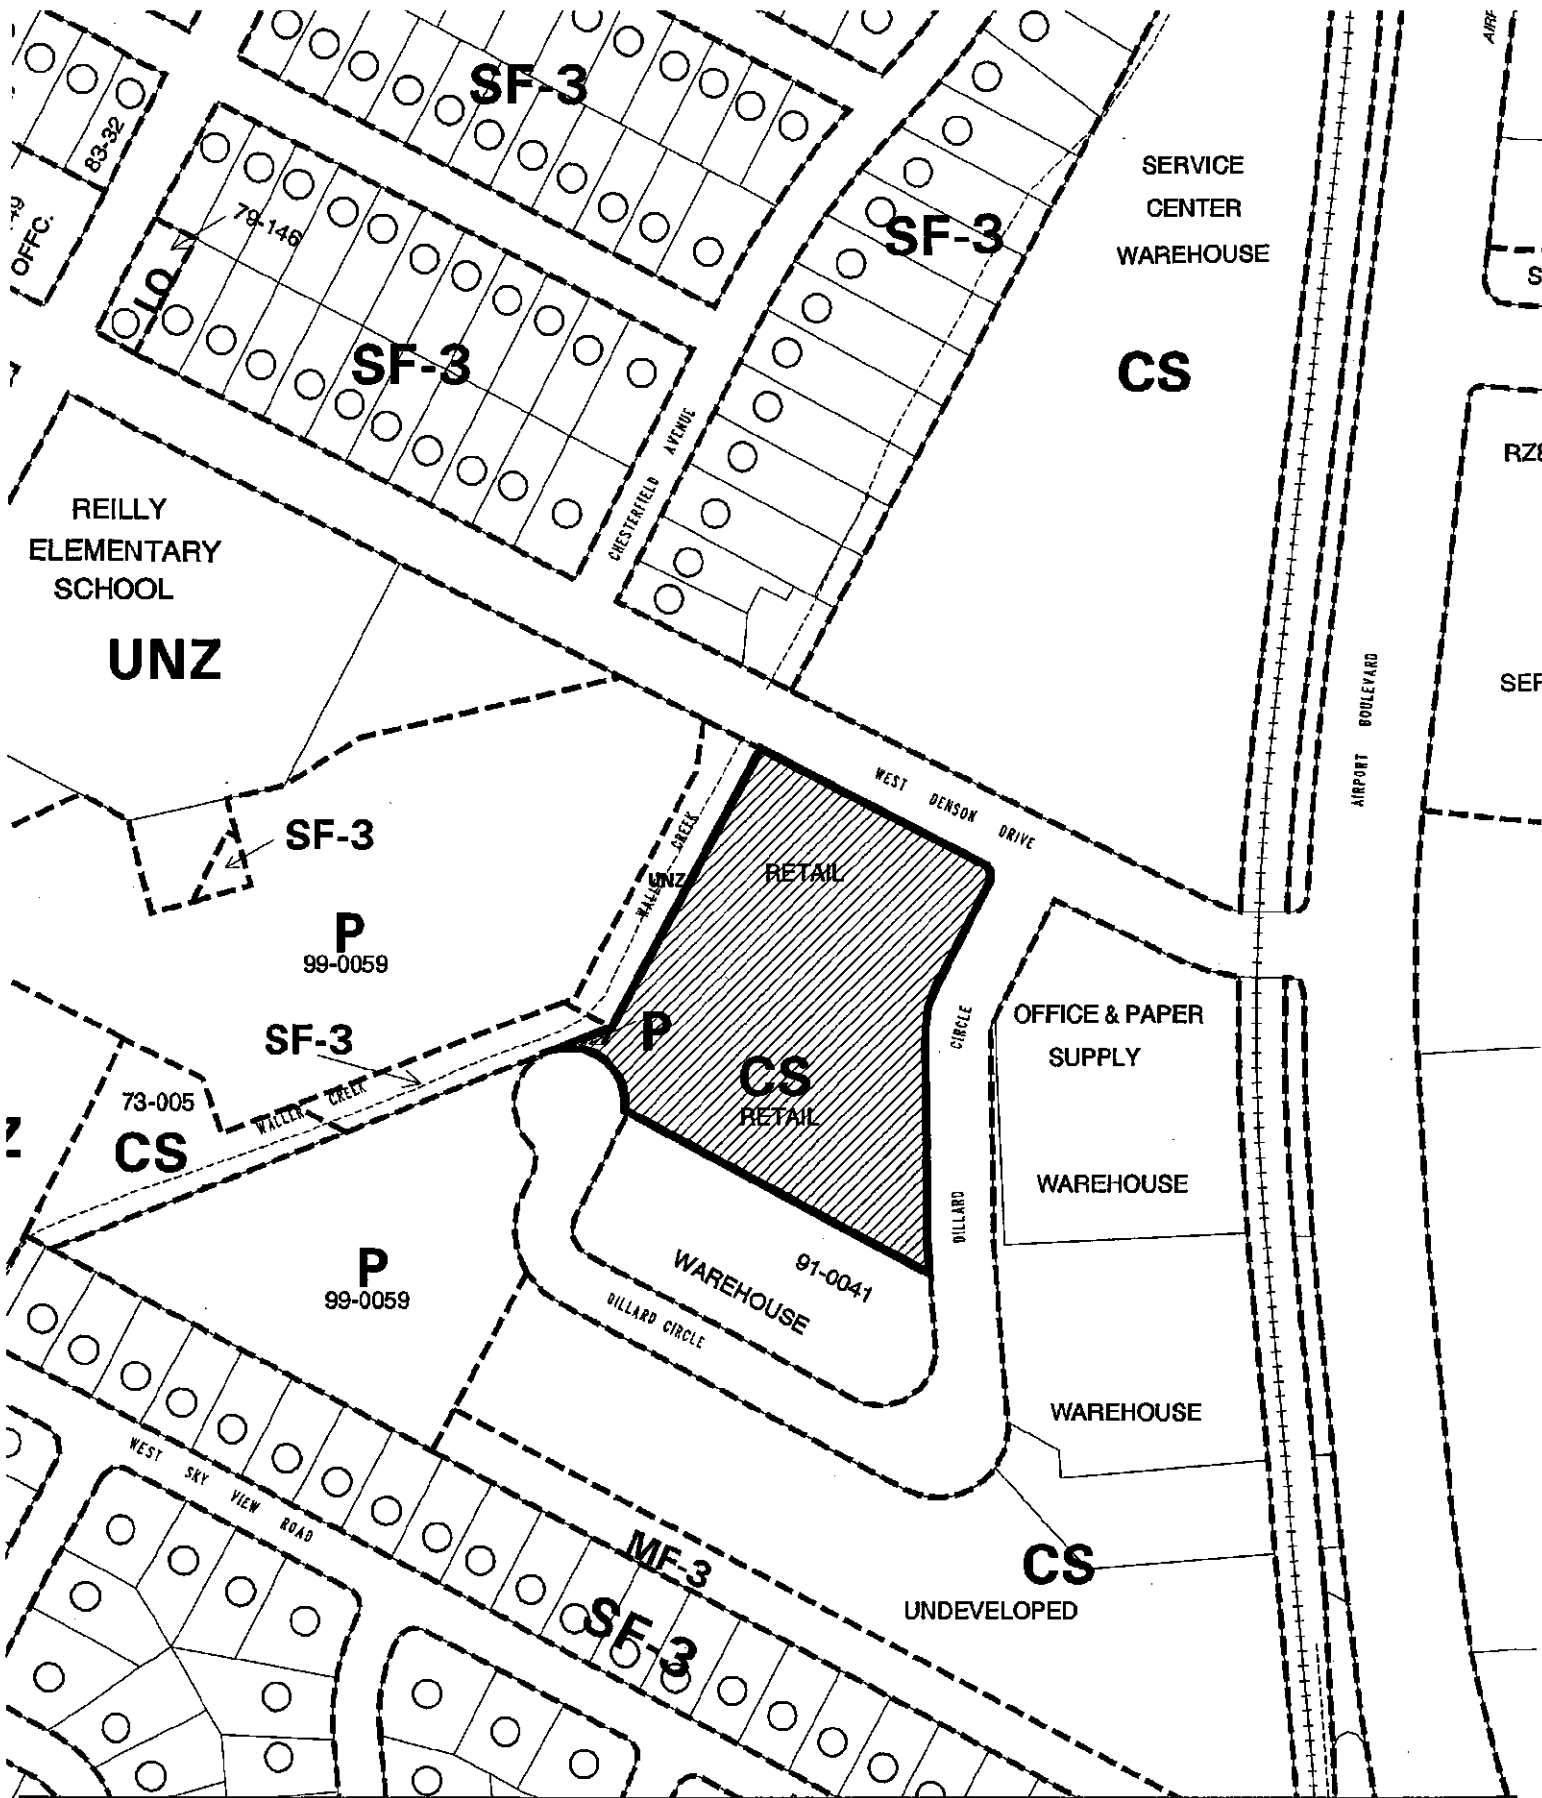 SF-3
83-32
OFFC.
79-146
LO
SF-3
SF-3
SERVICE
CENTER
WAREHOUSE
CS
CHESTERFIELD AVENUE
REILLY
ELEMENTARY
SCHOOL
UNZ
AIRPORT BOULEVARD
WEST DENSON DRIVE
SF-3
WALLER CREEK
UNZ
RETAIL
P
99-0059
SF-3
P
CS
RETAIL
DILLARD CIRCLE
OFFICE & PAPER
SUPPLY
WAREHOUSE
73-005
CS
WALLER CREEK
P
99-0059
WAREHOUSE
91-0041
DILLARD CIRCLE
WAREHOUSE
WEST SKY VIEW ROAD
MF-3
SF-3
CS
UNDEVELOPED